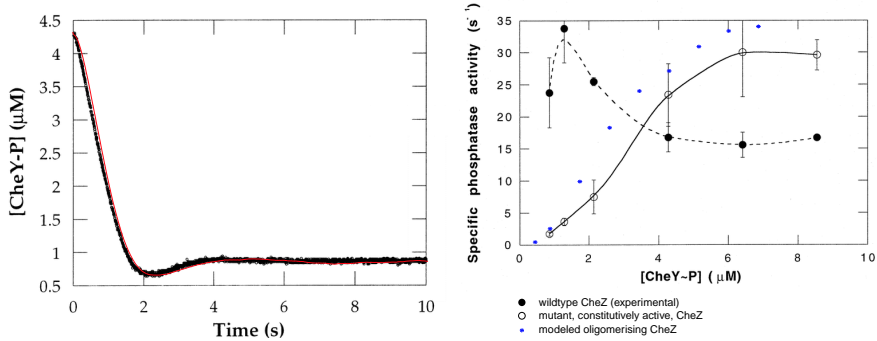 4.5
4
3.5
3
2.5
2
1.5
1
0.5
[CheY-P] (μM)
0 2 4 6 8 10
Time (s)
Specific phosphatase activity (s⁻¹)
35
30
25
20
15
10
5
0
0 2 4 6 8 10
[CheY~P] ( μM)
wildtype CheZ (experimental)
mutant, constitutively active, CheZ
modeled oligomerising CheZ